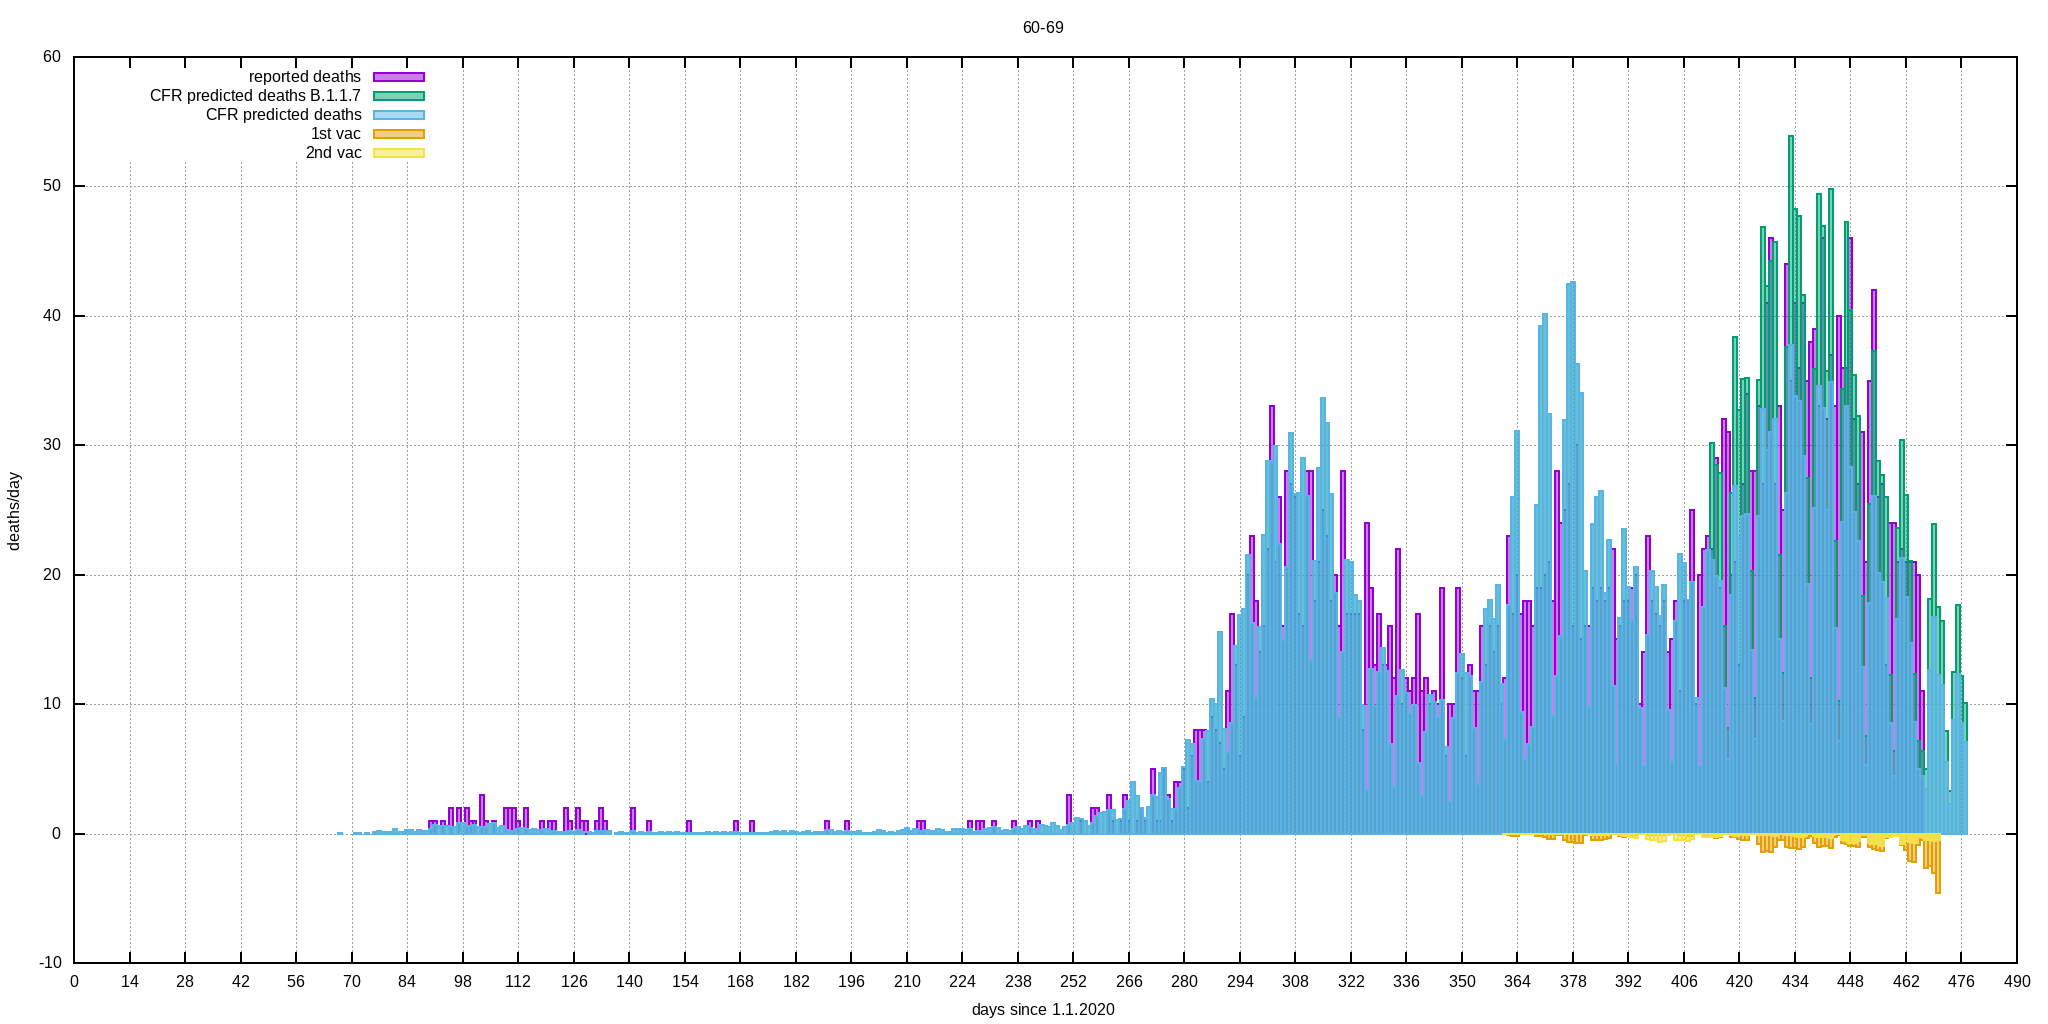 60-69
reported deaths
CFR predicted deaths B.1.1.7
CFR predicted deaths
1st vac
2nd vac
60
50
40
30
20
10
0
-10
deaths/day
0 14 28 42 56 70 84 98 112 126 140 154 168 182 196 210 224 238 252 266 280 294 308 322 336 350 364 378 392 406 420 434 448 462 476 490
days since 1.1.2020